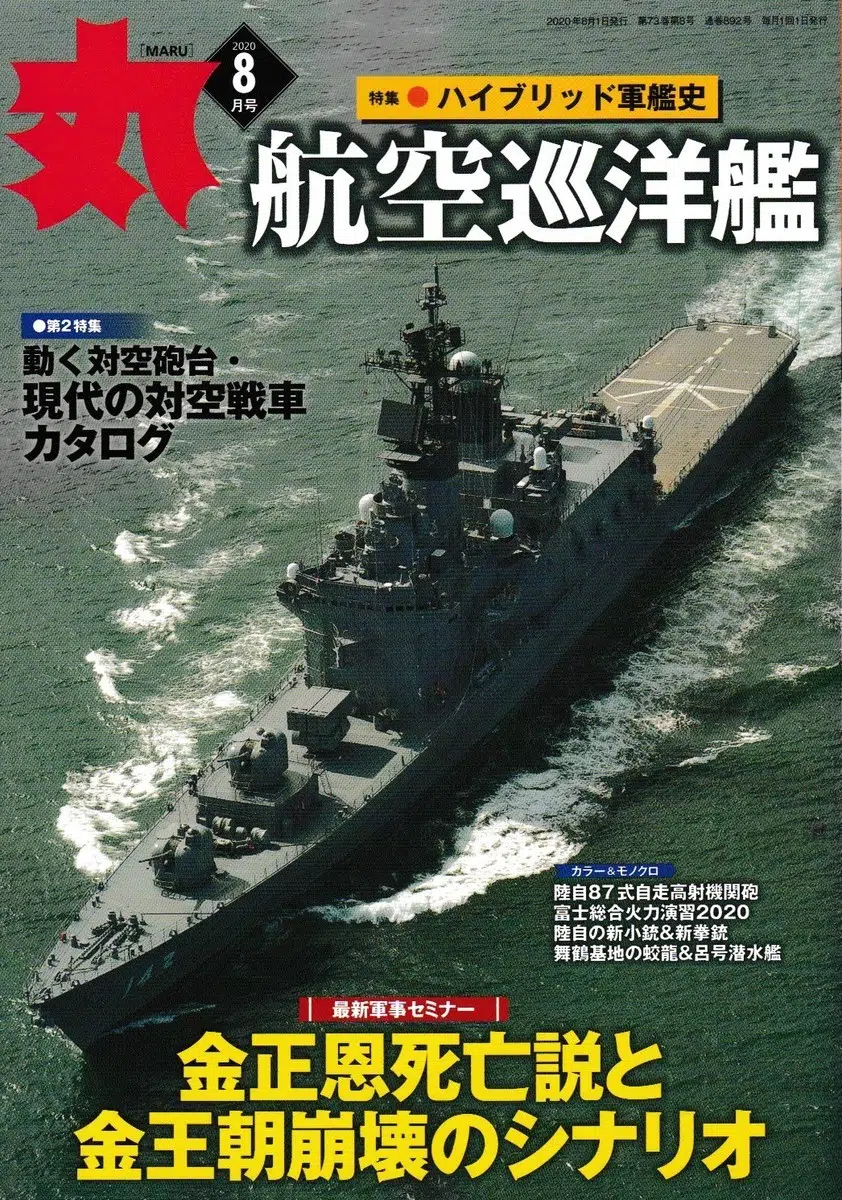 2020年8月1日発行 第73巻第8号 通巻892号 毎月1回1日発行
丸
[MARU]
2020
8
月号
特集 ● ハイブリッド軍艦史
航空巡洋艦
●第2特集
動く対空砲台・
現代の対空戦車
カタログ
カラー&モノクロ
陸自87式自走高射機関砲
富士総合火力演習2020
陸自の新小銃&新拳銃
舞鶴基地の蛟龍&呂号潜水艦
143
最新軍事セミナー
金正恩死亡説と
金王朝崩壊のシナリオ